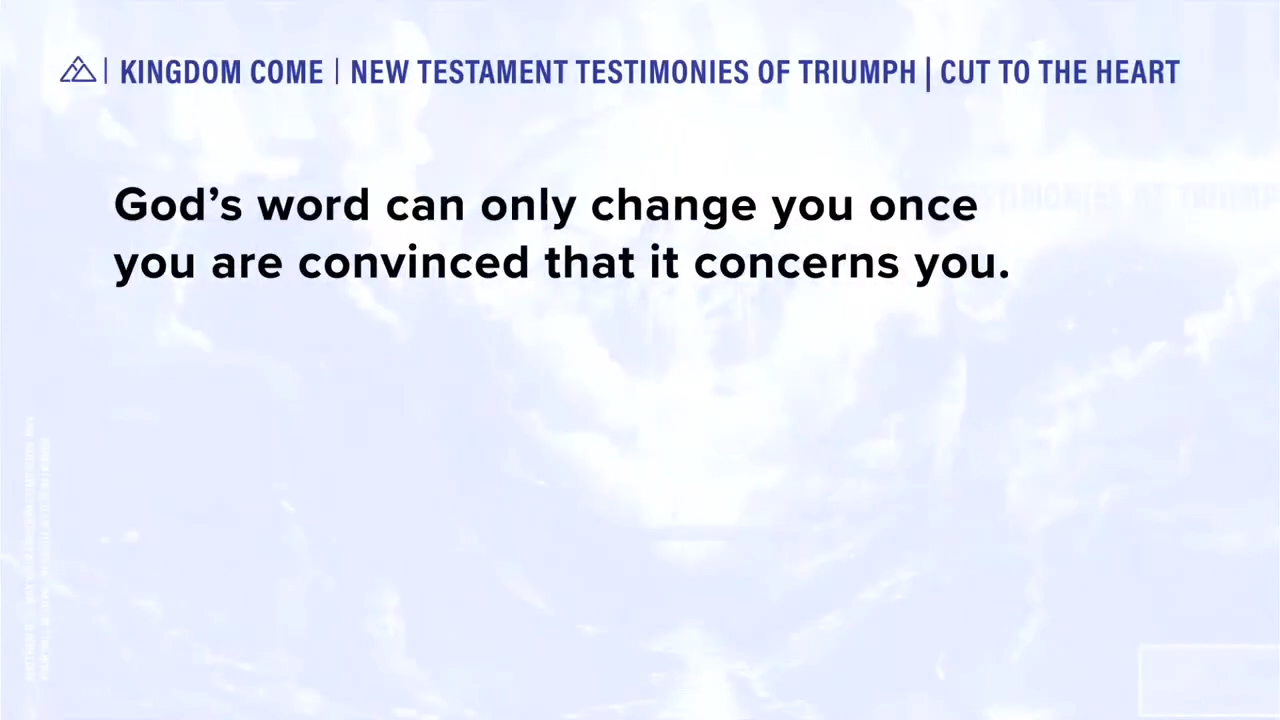 KINGDOM COME | NEW TESTAMENT TESTIMONIES OF TRIUMPH | CUT TO THE HEART
God’s word can only change you once
you are convinced that it concerns you.